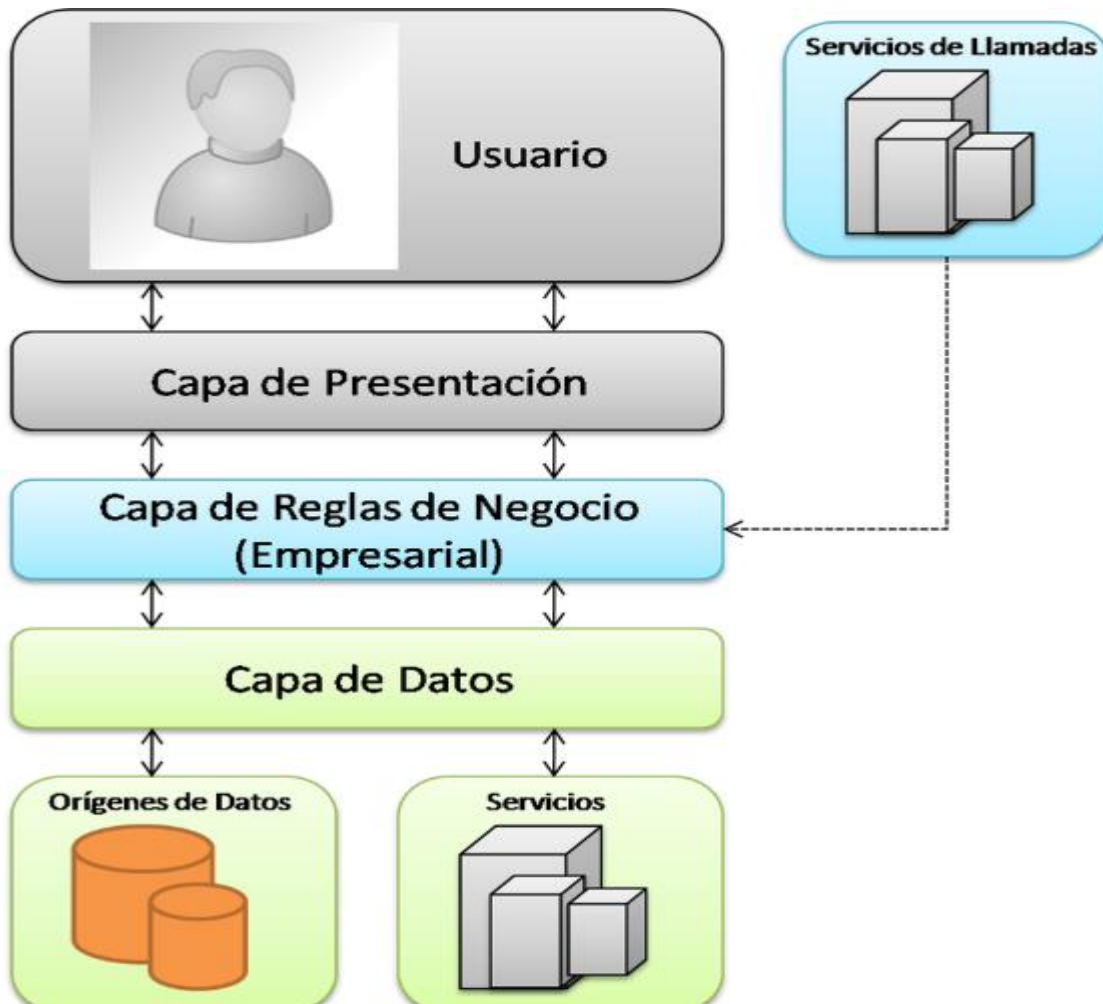 Usuario
Servicios de Llamadas
Capa de Presentación
Capa de Reglas de Negocio
(Empresarial)
Capa de Datos
Orígenes de Datos
Servicios